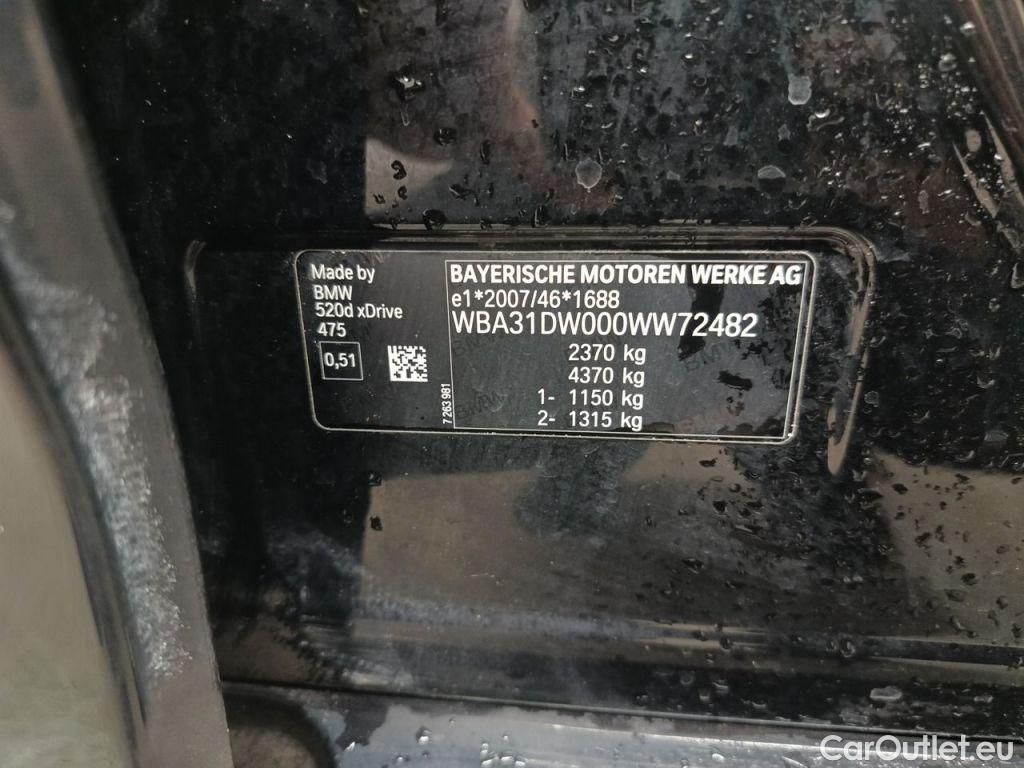 Made by
BMW
520d xDrive
475
0,51
7 263 981
BAYERISCHE MOTOREN WERKE AG
e1*2007/46*1688
WBA31DW000WW72482
2370 kg
4370 kg
1- 1150 kg
2- 1315 kg
CarOutlet.eu